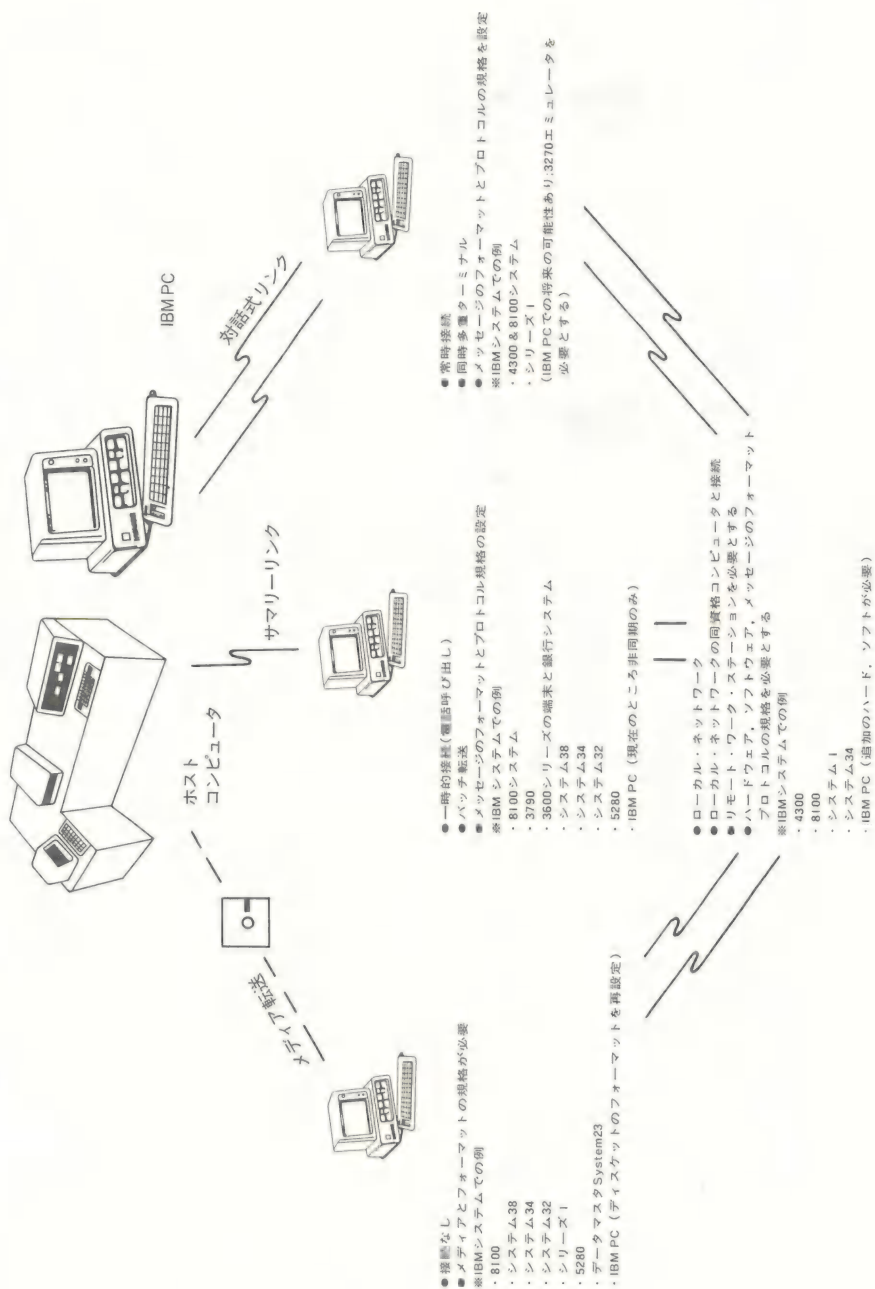 IBM PC
ホスト
コンピュータ
メディア転送
サマリーリンク
対話式リンク
●接続なし
●メディアとフォーマットの規格が必要
※IBMシステムでの例
・8100
・システム38
・システム34
・システム32
・シリーズ1
・5280
・データマスタSystem23
・IBM PC（ディスケットのフォーマットを再設定）
●一時的接続(電話呼び出し)
●バッチ転送
●メッセージのフォーマットとプロトコル規格の設定
※IBM システムでの例
・8100システム
・3790
・3600シリーズの端末と銀行システム
・システム38
・システム34
・システム32
・5280
・IBM PC（現在のところ非同期のみ）
●常時接続
●同時多重ターミナル
●メッセージのフォーマットとプロトコルの規格を設定
※IBMシステムでの例
・4300 & 8100システム
・シリーズ1
(IBM PCでの将来の可能性あり:3270エミュレータを
必要とする)
●ローカル・ネットワーク
●ローカル・ネットワークの同資格コンピュータと接続
●リモート・ワーク・ステーションを必要とする
●ハードウェア，ソフトウェア，メッセージのフォーマット
プロトコルの規格を必要とする
※IBMシステムでの例
・4300
・8100
・システム1
・システム34
・IBM PC（追加のハード，ソフトが必要）